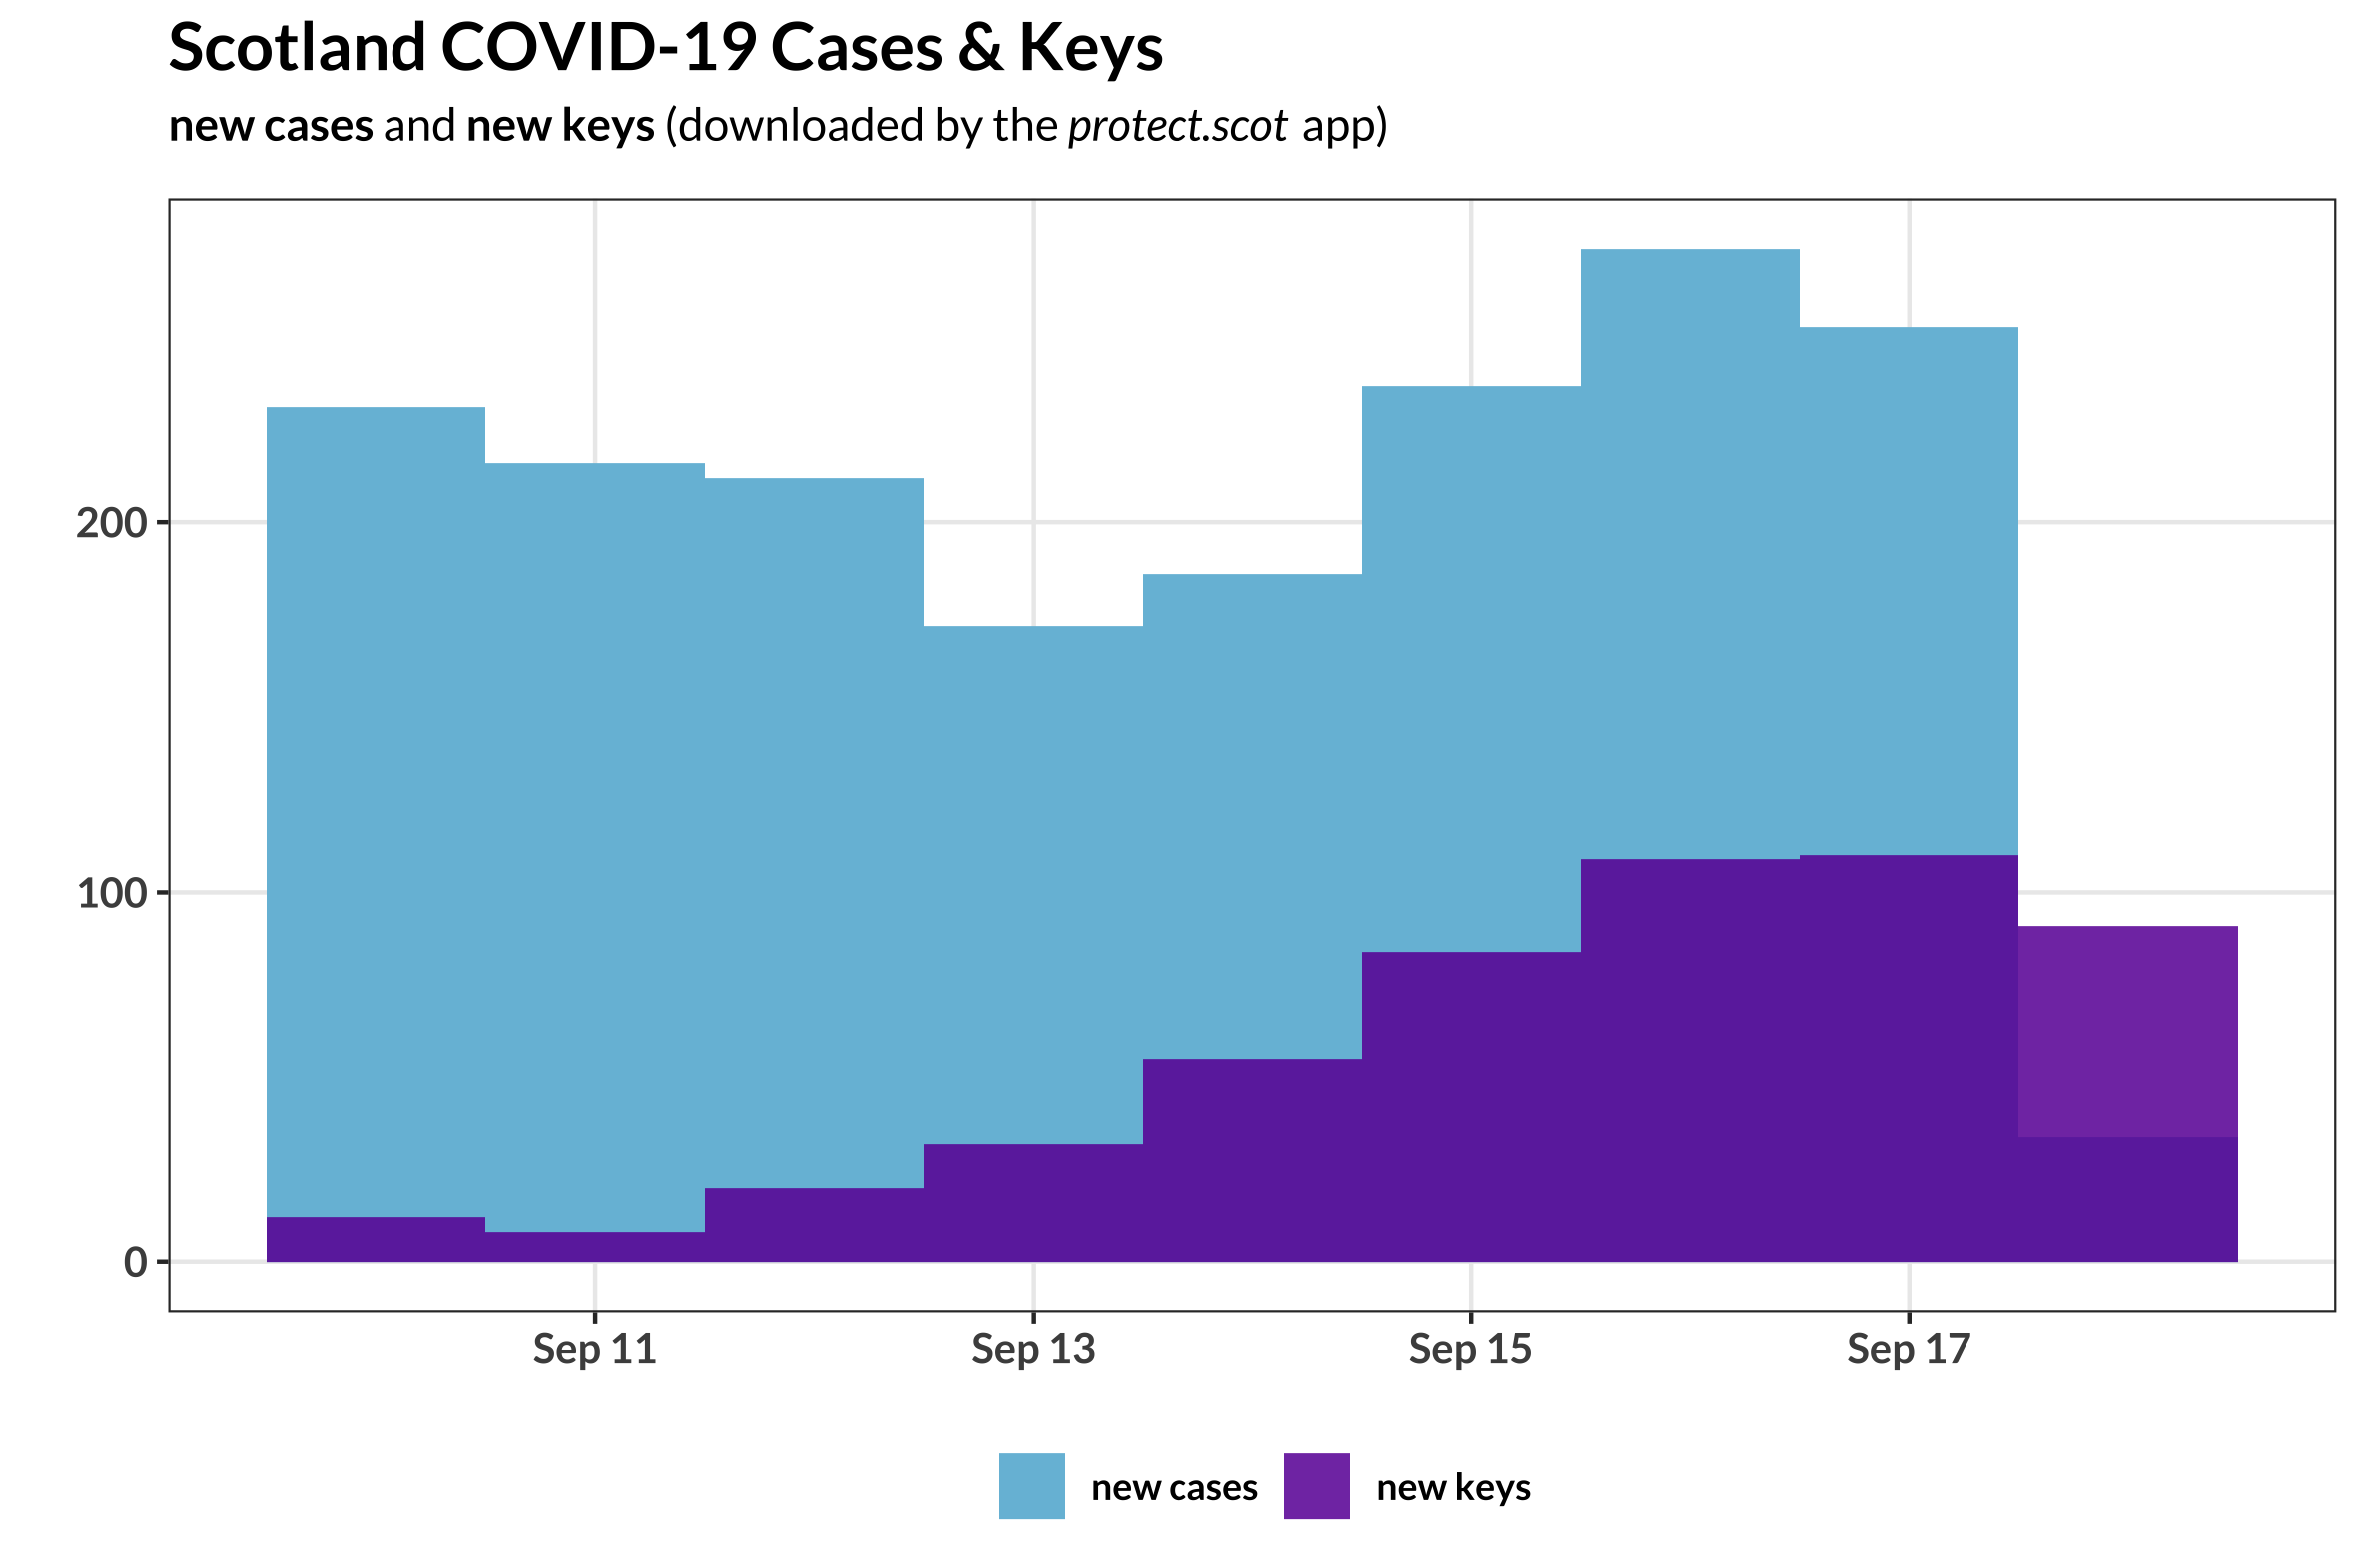 Scotland COVID-19 Cases & Keys
new cases and new keys (downloaded by the protect.scot app)
200
100
0
Sep 11 Sep 13 Sep 15 Sep 17
new cases new keys